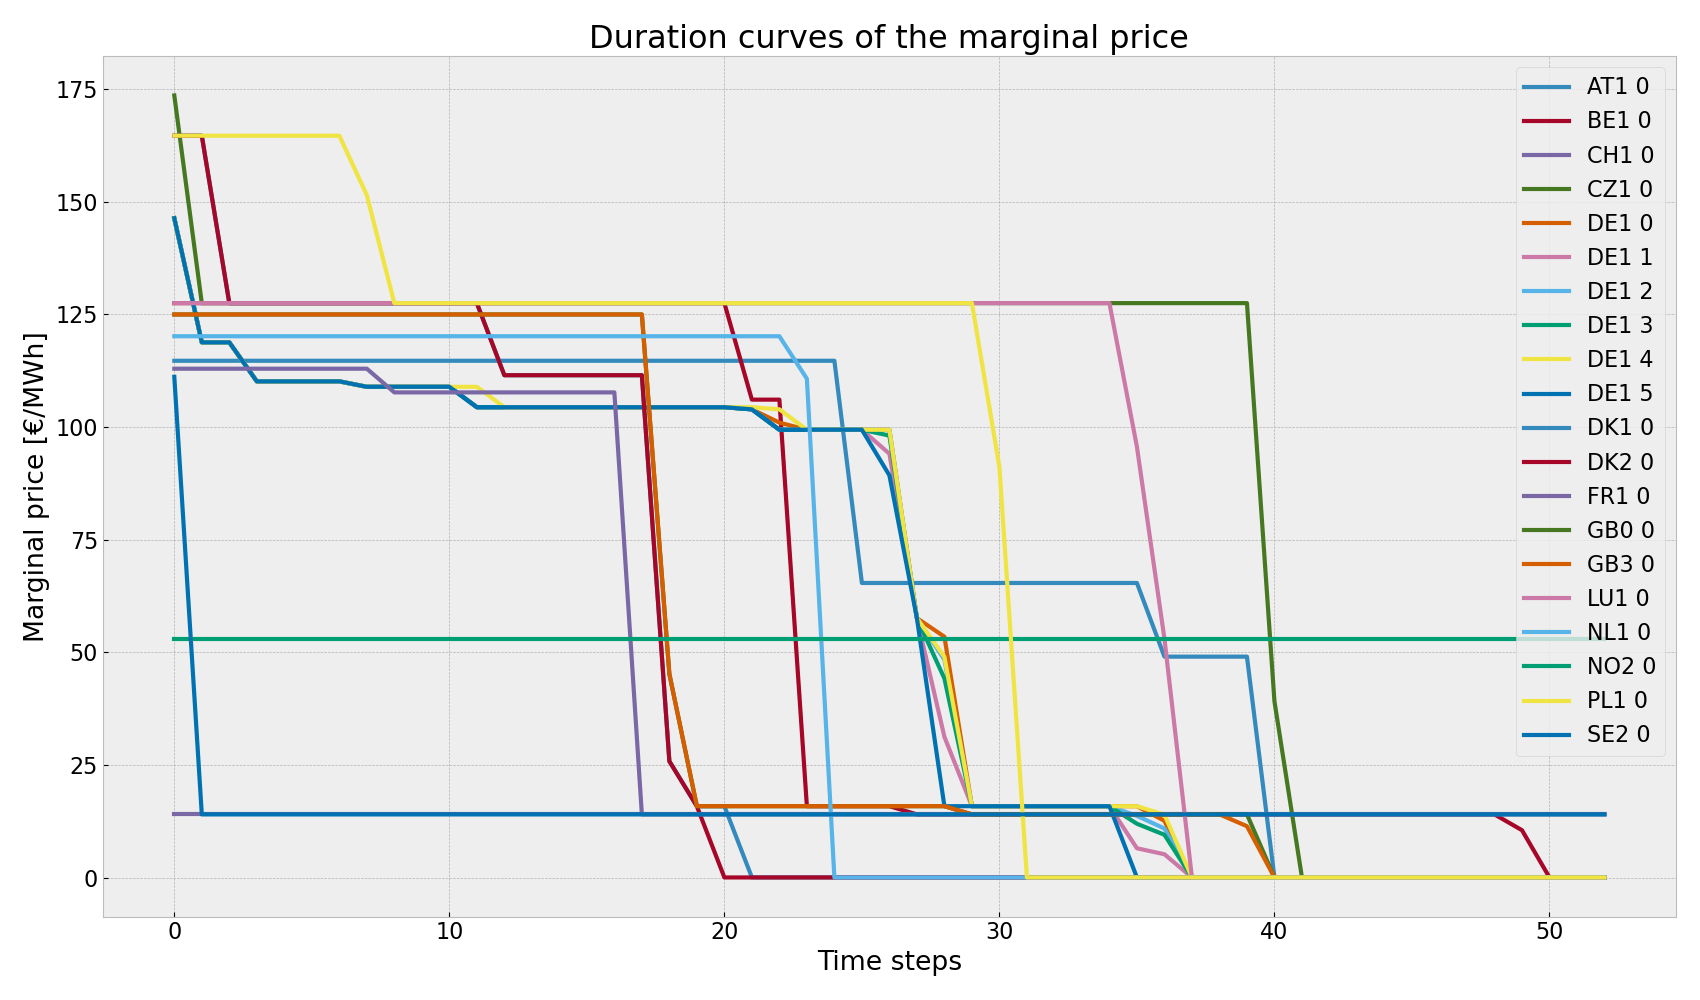 Duration curves of the marginal price
Marginal price [€/MWh]
175
150
125
100
75
50
25
0
0
10
20
30
40
50
Time steps
AT1 0
BE1 0
CH1 0
CZ1 0
DE1 0
DE1 1
DE1 2
DE1 3
DE1 4
DE1 5
DK1 0
DK2 0
FR1 0
GB0 0
GB3 0
LU1 0
NL1 0
NO2 0
PL1 0
SE2 0